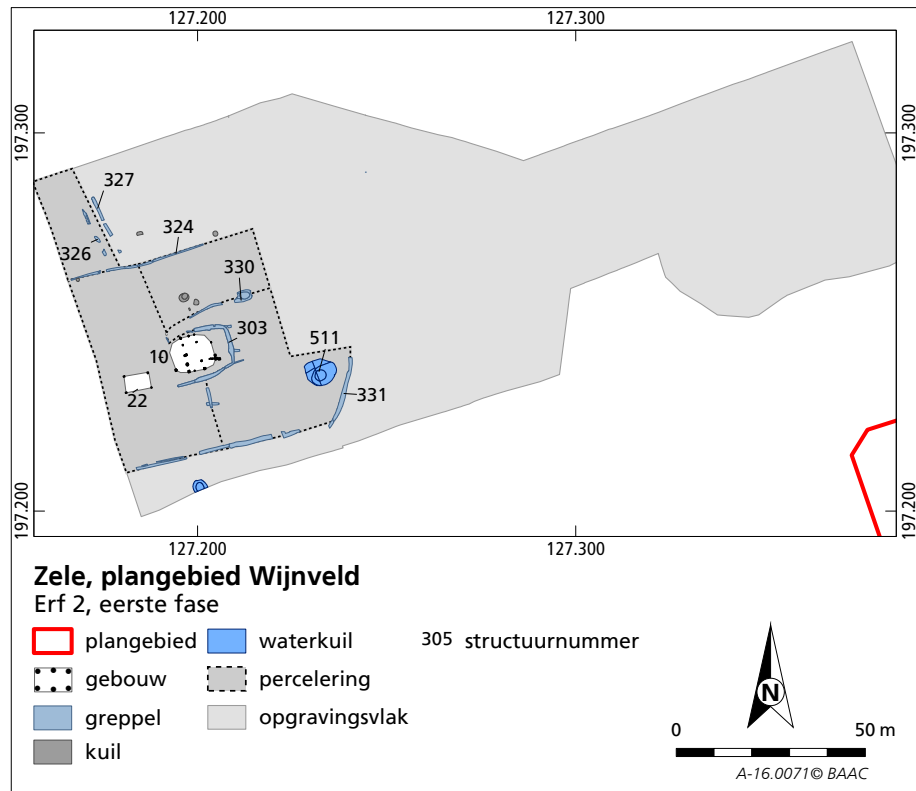 127.200 127.300
197.300 197.300
327
324
326
330
303
511
10
331
22
197.200 197.200
127.200 127.300
Zele, plangebied Wijnveld
Erf 2, eerste fase
plangebied waterkuil 305 structuurnummer
gebouw percelering
greppel opgravingsvlak
kuil
N
0 50 m
A-16.0071© BAAC